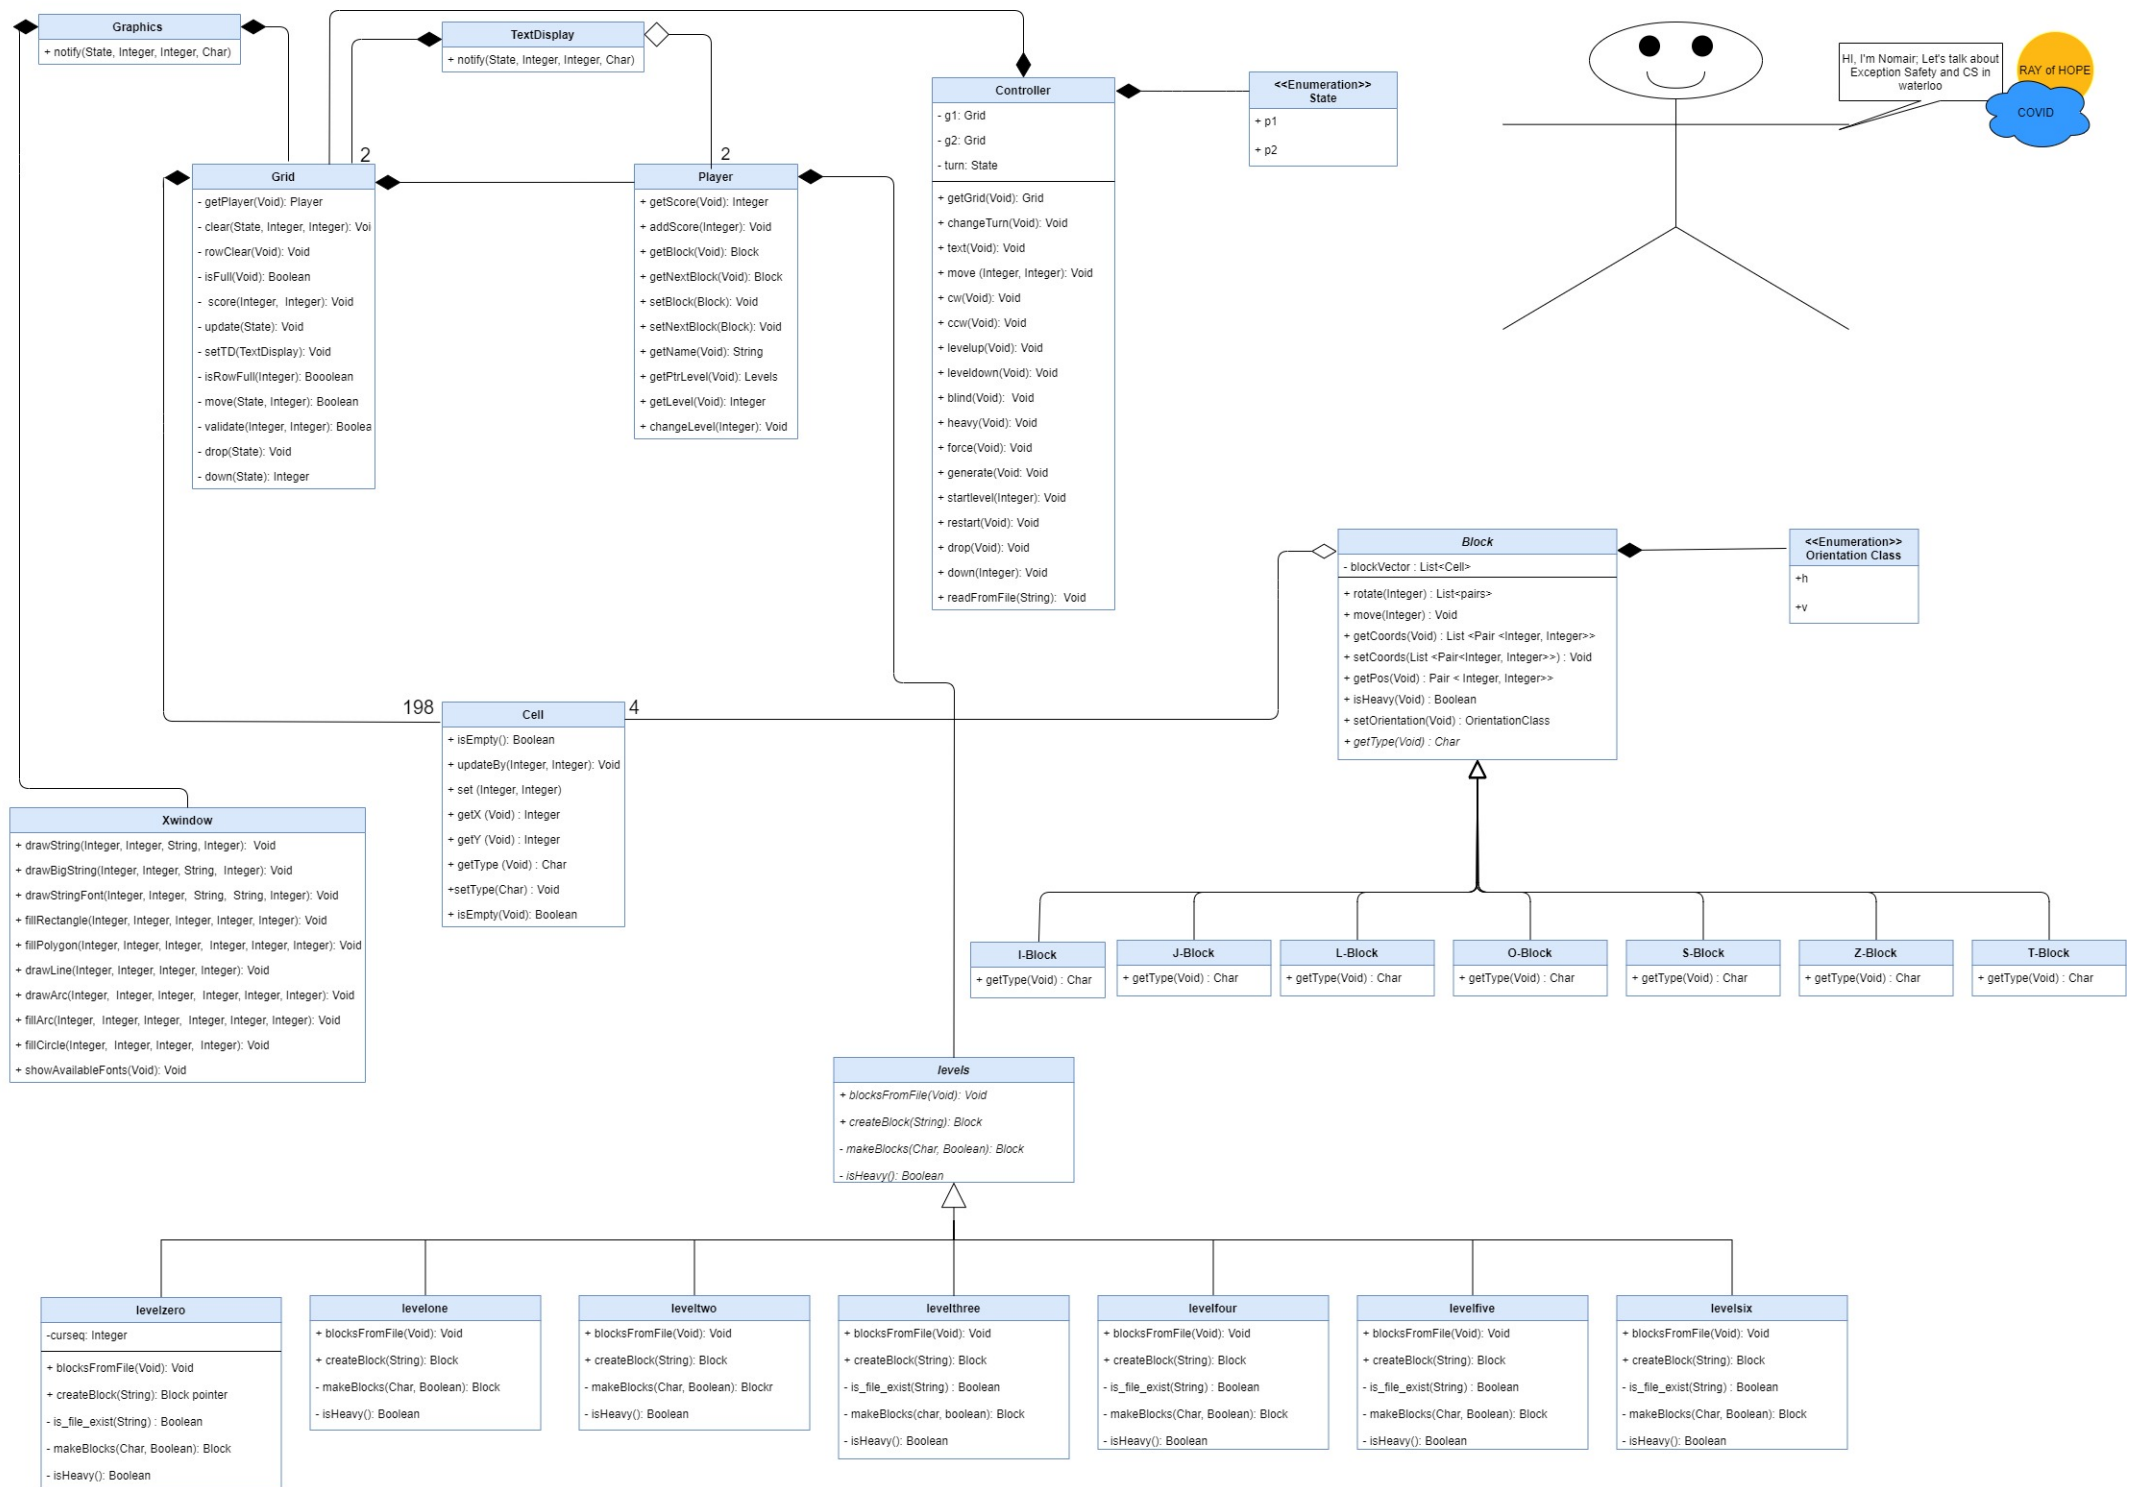 Graphics
+ notify(State, Integer, Integer, Char)
TextDisplay
+ notify(State, Integer, Integer, Char)
Controller
- g1: Grid
- g2: Grid
- turn: State
+ getGrid(Void): Grid
+ changeTurn(Void): Void
+ text(Void): Void
+ move (Integer, Integer): Void
+ cw(Void): Void
+ ccw(Void): Void
+ levelup(Void): Void
+ leveldown(Void): Void
+ blind(Void):  Void
+ heavy(Void): Void
+ force(Void): Void
+ generate(Void: Void
+ startlevel(Integer): Void
+ restart(Void): Void
+ drop(Void): Void
+ down(Integer): Void
+ readFromFile(String):  Void
<<Enumeration>>
State
+ p1
+ p2
HI, I'm Nomair; Let's talk about
Exception Safety and CS in
waterloo
RAY of HOPE
COVID
2
Grid
- getPlayer(Void): Player
- clear(State, Integer, Integer): Voi
- rowClear(Void): Void
- isFull(Void): Boolean
-  score(Integer,  Integer): Void
- update(State): Void
- setTD(TextDisplay): Void
- isRowFull(Integer): Booolean
- move(State, Integer): Boolean
- validate(Integer, Integer): Boolea
- drop(State): Void
- down(State): Integer
2
Player
+ getScore(Void): Integer
+ addScore(Integer): Void
+ getBlock(Void): Block
+ getNextBlock(Void): Block
+ setBlock(Block): Void
+ setNextBlock(Block): Void
+ getName(Void): String
+ getPtrLevel(Void): Levels
+ getLevel(Void): Integer
+ changeLevel(Integer): Void
Block
- blockVector : List<Cell>
+ rotate(Integer) : List<pairs>
+ move(Integer) : Void
+ getCoords(Void) : List <Pair <Integer, Integer>>
+ setCoords(List <Pair<Integer, Integer>>) : Void
+ getPos(Void) : Pair < Integer, Integer>>
+ isHeavy(Void) : Boolean
+ setOrientation(Void) : OrientationClass
+ getType(Void) : Char
<<Enumeration>>
Orientation Class
+h
+v
198
4
Cell
+ isEmpty(): Boolean
+ updateBy(Integer, Integer): Void
+ set (Integer, Integer)
+ getX (Void) : Integer
+ getY (Void) : Integer
+ getType (Void) : Char
+setType(Char) : Void
+ isEmpty(Void): Boolean
Xwindow
+ drawString(Integer, Integer, String, Integer):  Void
+ drawBigString(Integer, Integer, String,  Integer): Void
+ drawStringFont(Integer, Integer,  String,  String, Integer): Void
+ fillRectangle(Integer, Integer, Integer, Integer, Integer): Void
+ fillPolygon(Integer, Integer, Integer,  Integer, Integer, Integer): Void
+ drawLine(Integer, Integer, Integer, Integer): Void
+ drawArc(Integer,  Integer, Integer,  Integer, Integer, Integer): Void
+ fillArc(Integer,  Integer, Integer,  Integer, Integer, Integer): Void
+ fillCircle(Integer,  Integer, Integer,  Integer): Void
+ showAvailableFonts(Void): Void
I-Block
+ getType(Void) : Char
J-Block
+ getType(Void) : Char
L-Block
+ getType(Void) : Char
O-Block
+ getType(Void) : Char
S-Block
+ getType(Void) : Char
Z-Block
+ getType(Void) : Char
T-Block
+ getType(Void) : Char
levels
+ blocksFromFile(Void): Void
+ createBlock(String): Block
- makeBlocks(Char, Boolean): Block
- isHeavy(): Boolean
levelzero
-curseq: Integer
+ blocksFromFile(Void): Void
+ createBlock(String): Block pointer
- is_file_exist(String) : Boolean
- makeBlocks(Char, Boolean): Block
- isHeavy(): Boolean
levelone
+ blocksFromFile(Void): Void
+ createBlock(String): Block
- makeBlocks(Char, Boolean): Block
- isHeavy(): Boolean
leveltwo
+ blocksFromFile(Void): Void
+ createBlock(String): Block
- makeBlocks(Char, Boolean): Blockr
- isHeavy(): Boolean
levelthree
+ blocksFromFile(Void): Void
+ createBlock(String): Block
- is_file_exist(String) : Boolean
- makeBlocks(char, boolean): Block
- isHeavy(): Boolean
levelfour
+ blocksFromFile(Void): Void
+ createBlock(String): Block
- is_file_exist(String) : Boolean
- makeBlocks(Char, Boolean): Block
- isHeavy(): Boolean
levelfive
+ blocksFromFile(Void): Void
+ createBlock(String): Block
- is_file_exist(String) : Boolean
- makeBlocks(Char, Boolean): Block
- isHeavy(): Boolean
levelsix
+ blocksFromFile(Void): Void
+ createBlock(String): Block
- is_file_exist(String) : Boolean
- makeBlocks(Char, Boolean): Block
- isHeavy(): Boolean